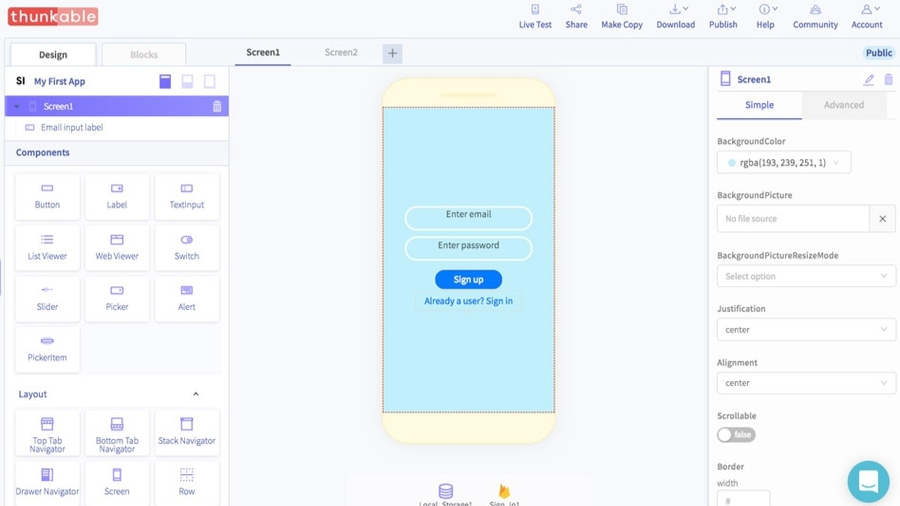 thunkable
Live Test
Share
Make Copy
Download
Publish
Help
Community
Account
Design
Blocks
Screen1
Screen2
+
Public
SI My First App
Screen1
Email input label
Components
Button
Label
TextInput
List Viewer
Web Viewer
Switch
Slider
Picker
Alert
PickerItem
Layout
Top Tab
Navigator
Bottom Tab
Navigator
Stack Navigator
Drawer Navigator
Screen
Row
Enter email
Enter password
Sign up
Already a user? Sign in
Local_Storage1
Sign_In1
Screen1
Simple
Advanced
BackgroundColor
rgba(193, 239, 251, 1)
BackgroundPicture
No file source
BackgroundPictureResizeMode
Select option
Justification
center
Alignment
center
Scrollable
false
Border
width
#